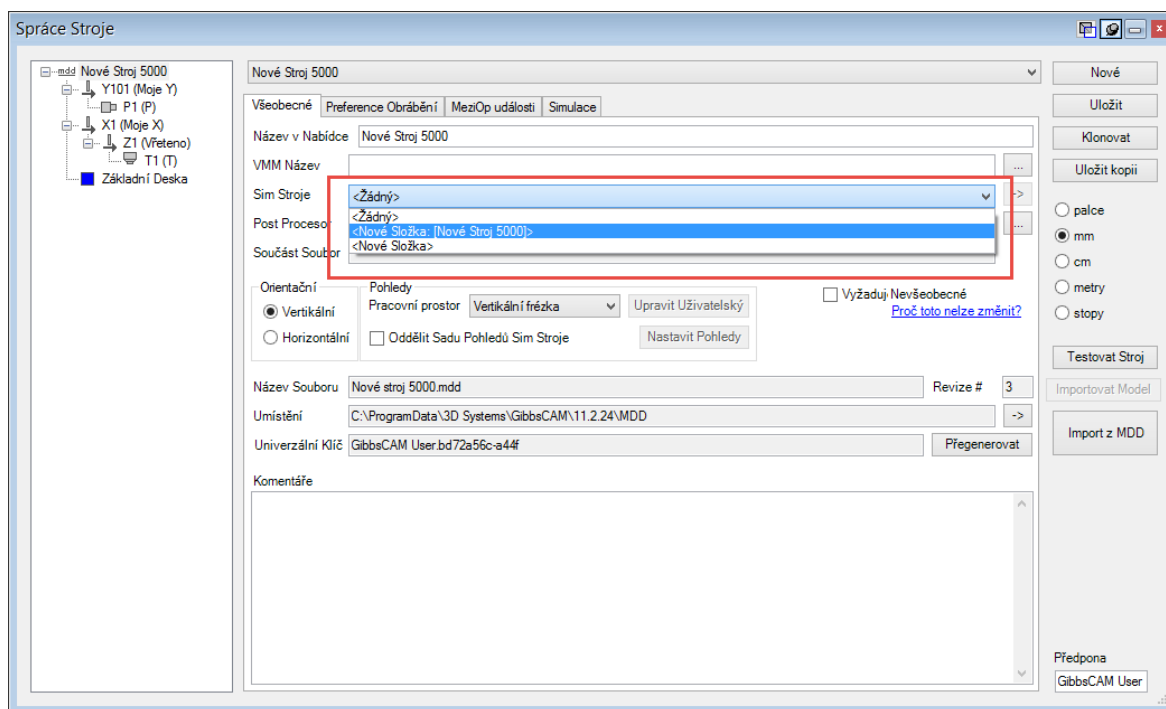 Spráce Stroje
mdd Nové Stroj 5000
Y101 (Moje Y)
P1 (P)
X1 (Moje X)
Z1 (Vřeteno)
T1 (T)
Základní Deska
Nové Stroj 5000
Všeobecné Preference Obrábění MeziOp události Simulace
Název v Nabídce Nové Stroj 5000
VMM Název ...
Sim Stroje <Žádný> ->
<Žádný>
Post Procesor <Nové Složka: [Nové Stroj 5000]> ...
<Nové Složka>
Součást Soubor
Orientační
Vertikální
Horizontální
Pohledy
Pracovní prostor Vertikální frézka Upravit Uživatelský
Oddělit Sadu Pohledů Sim Stroje Nastavit Pohledy
Vyžaduj Nevšeobecné
Proč toto nelze změnit?
Název Souboru Nové stroj 5000.mdd Revize # 3
Umístění C:\ProgramData\3D Systems\GibbsCAM\11.2.24\MDD ->
Univerzální Klíč GibbsCAM User.bd72a56c-a44f Přegenerovat
Komentáře
Nové
Uložit
Klonovat
Uložit kopii
palce
mm
cm
metry
stopy
Testovat Stroj
Importovat Model
Import z MDD
Předpona
GibbsCAM User